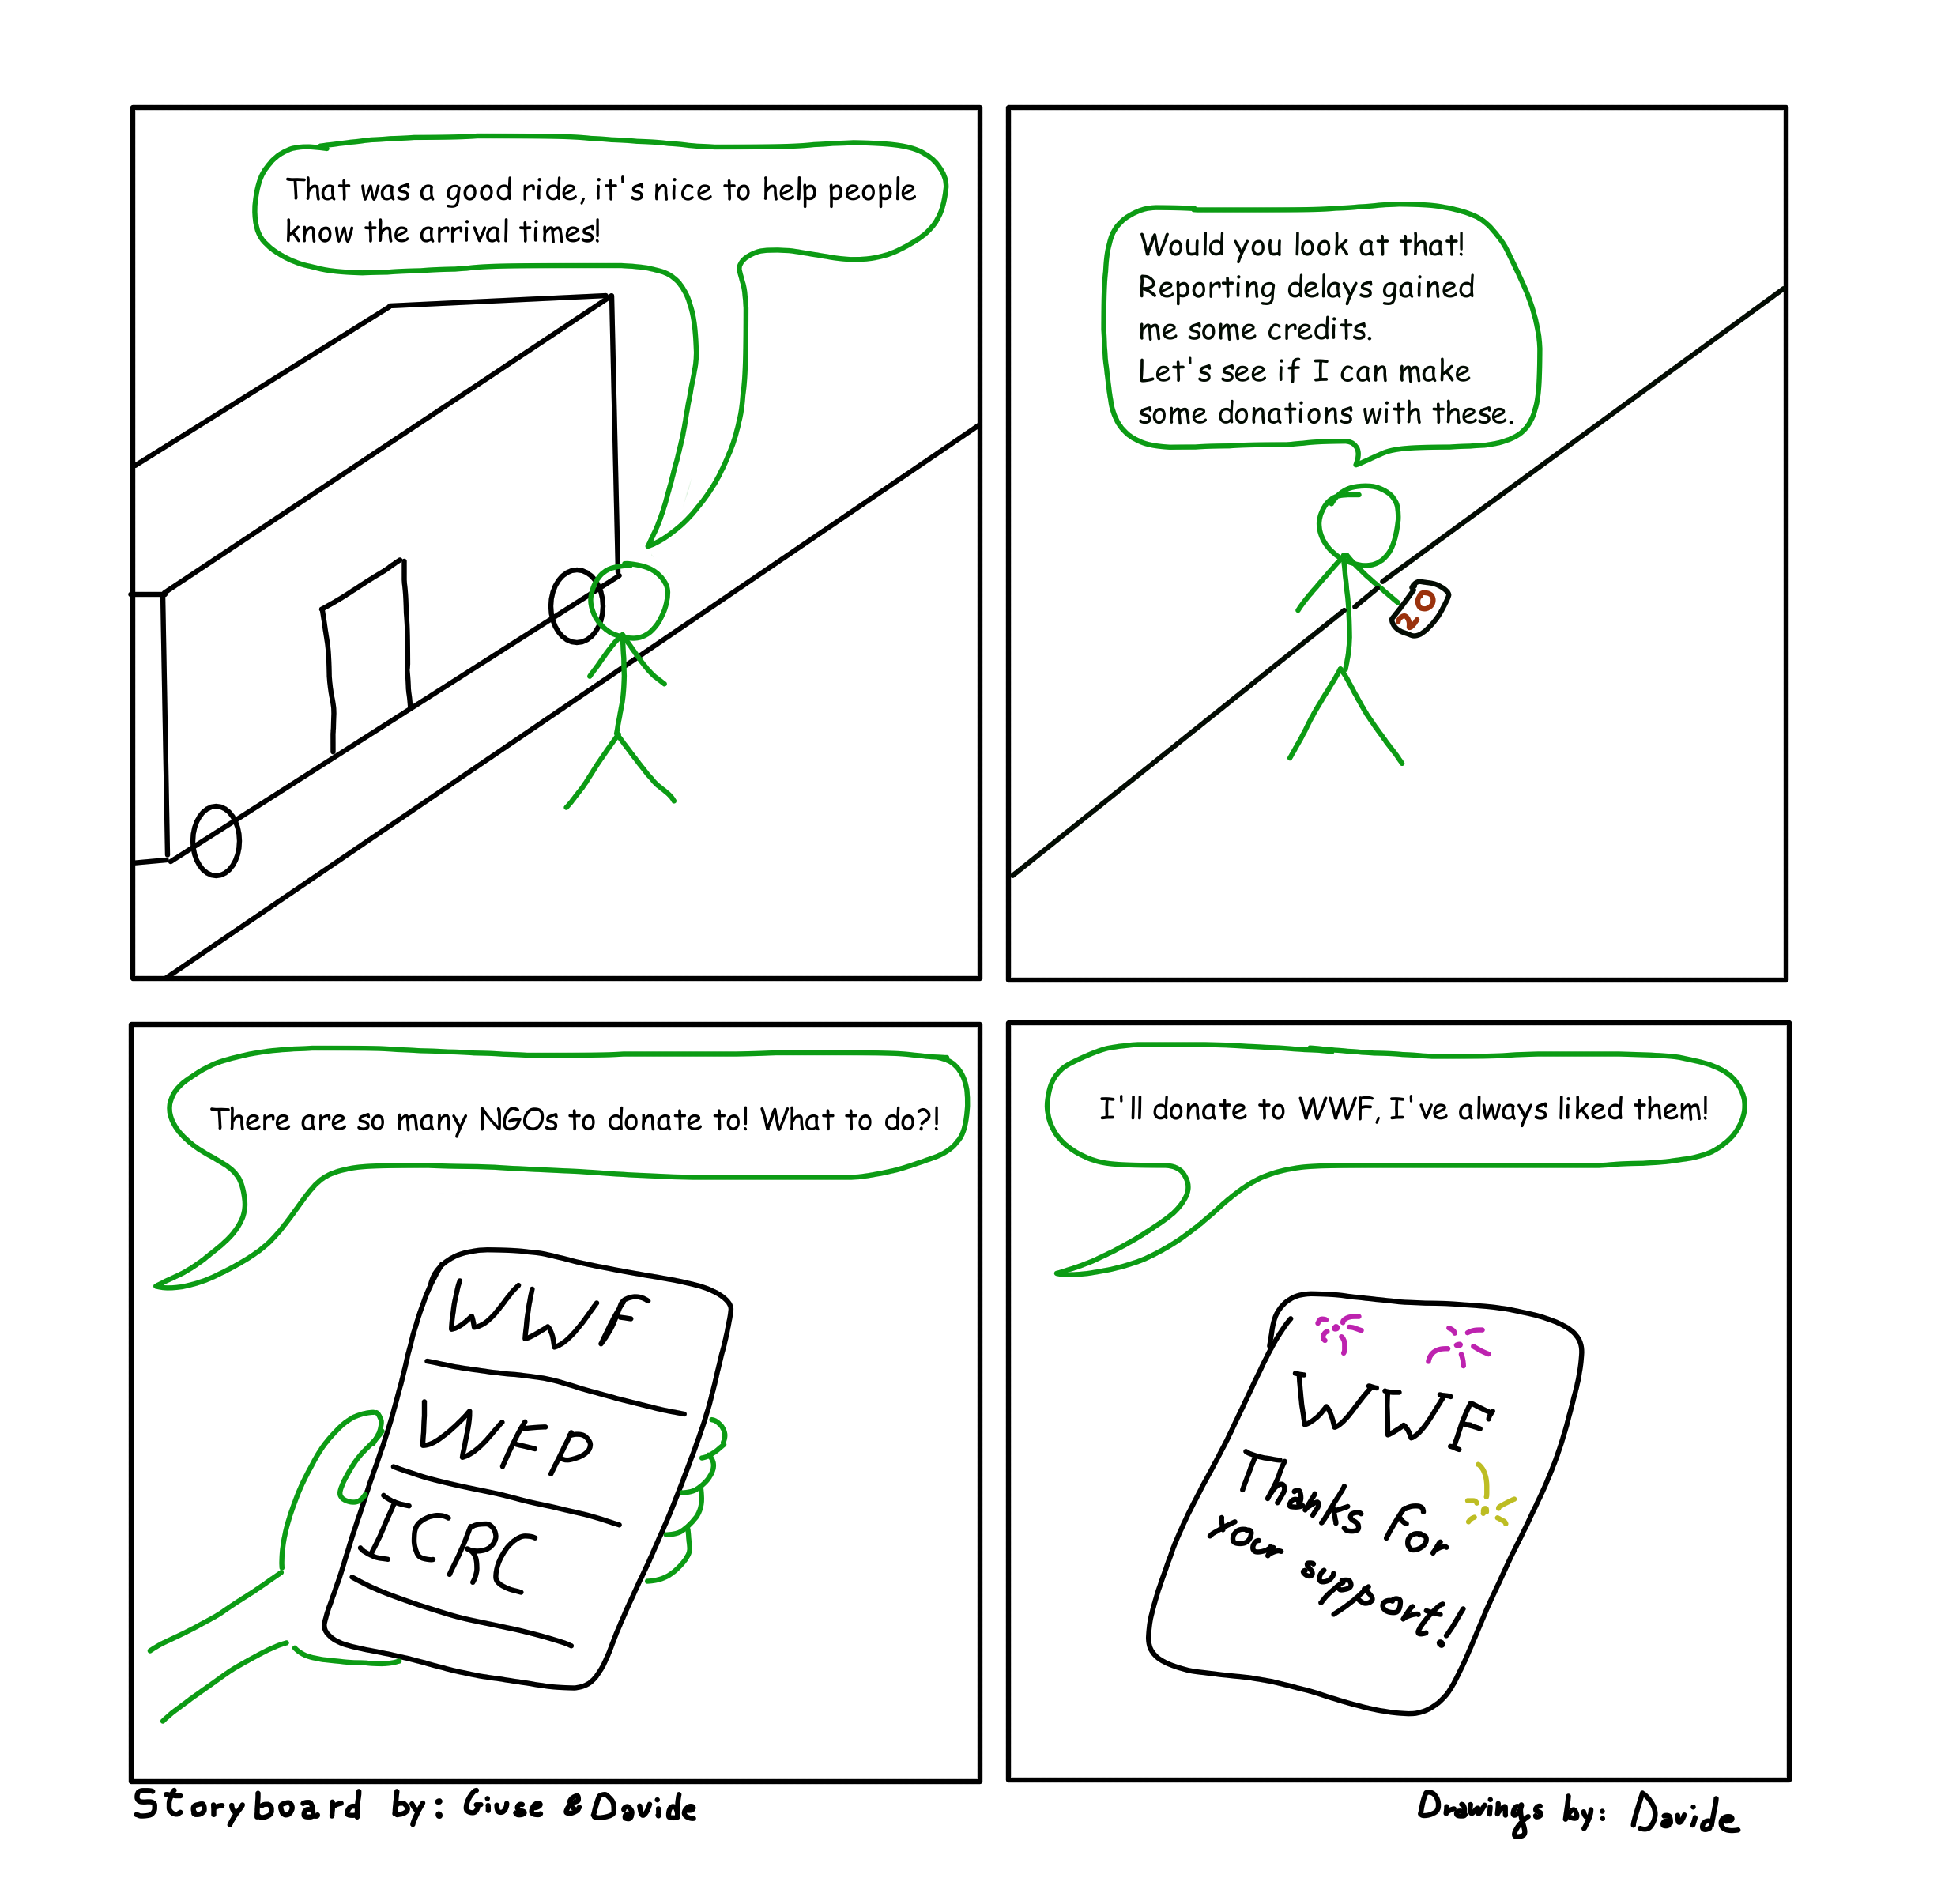 That was a good ride, it's nice to help people
know the arrival times!
Would you look at that!
Reporting delays gained
me some credits.
Let's see if I can make
some donations with these.
20
There are so many NGOs to donate to! What to do?!
WWF
WFP
ICRC
I'll donate to WWF, I've always liked them!
WWF
Thanks for
your support!
Storyboard by: Giuse & Davide
Drawings by: Davide